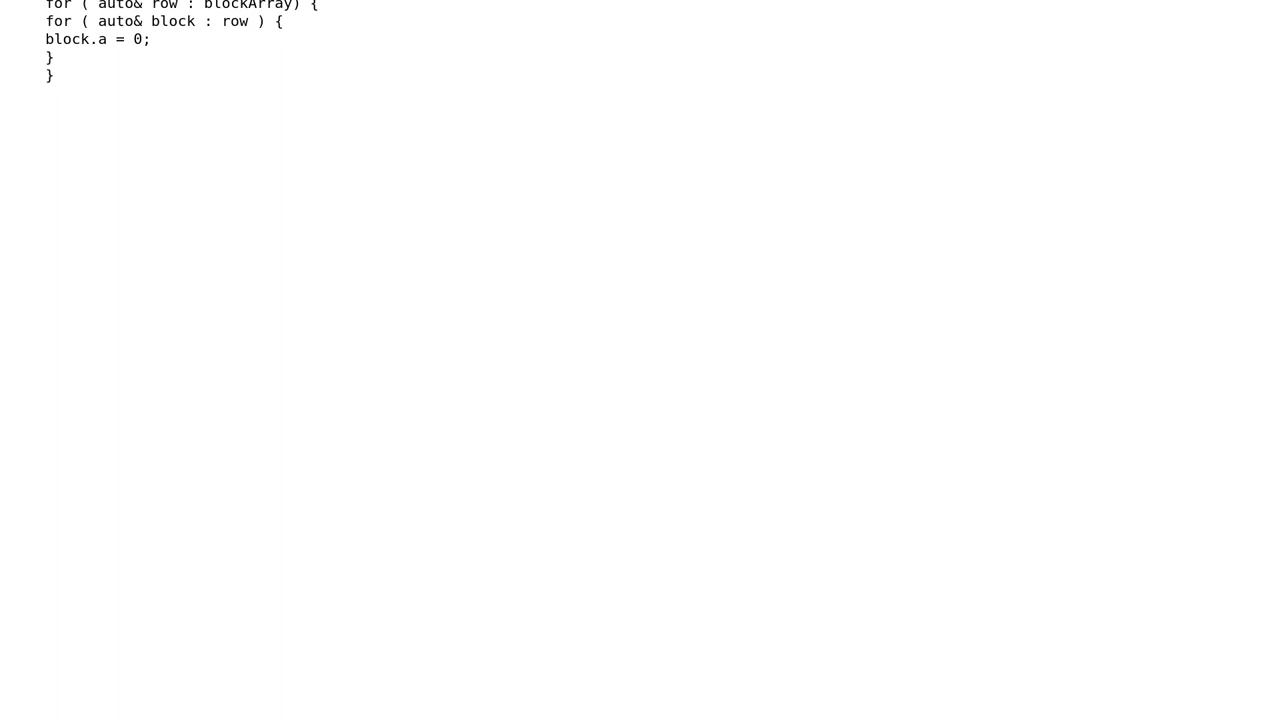 for ( auto& row : blockArray) {
for ( auto& block : row ) {
block.a = 0;
}
}